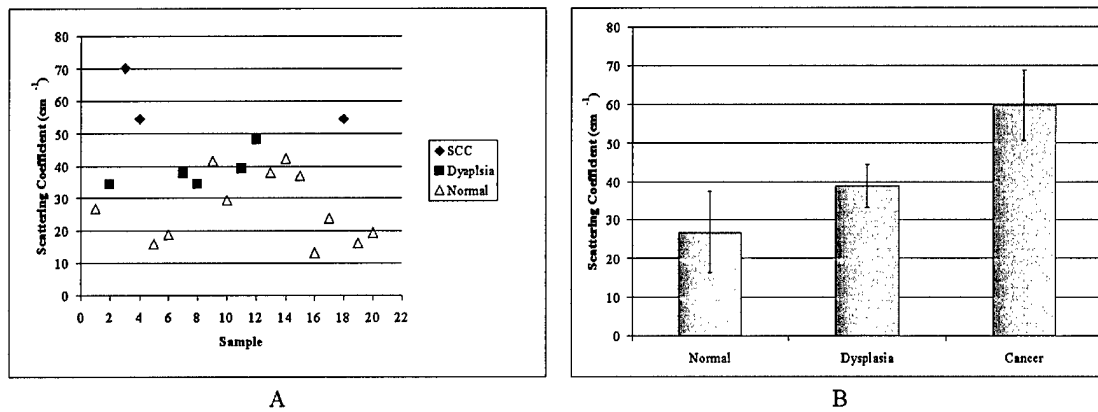 80
70
60
50
40
30
20
10
0
Scattering Coefficient (cm -1)
0 2 4 6 8 10 12 14 16 18 20 22
Sample
SCC
Dyaplsia
Normal
A
80
70
60
50
40
30
20
10
0
Scattering Coefficient (cm -1)
Normal Dysplasia Cancer
B